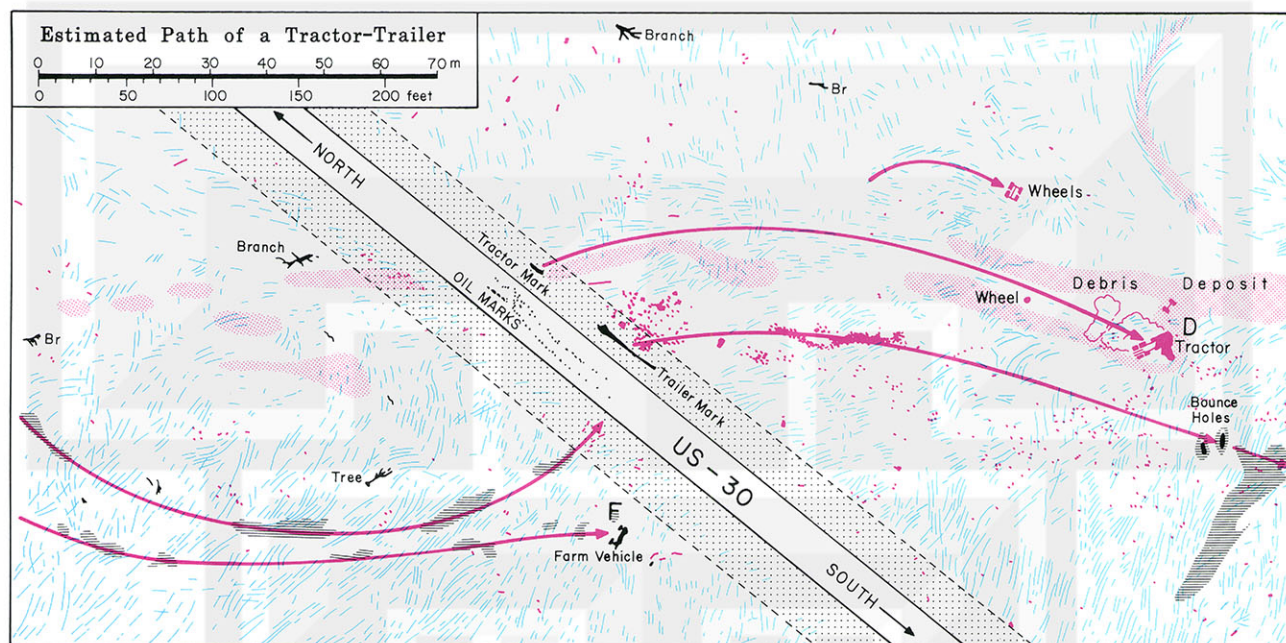 Estimated Path of a Tractor-Trailer
0 10 20 30 40 50 60 70 m
0 50 100 150 200 feet
Branch
Br
NORTH
Wheels
Branch
Tractor Mark
OIL MARKS
Wheel
Debris Deposit
D
Tractor
Br
Trailer Mark
Bounce
Holes
US-30
Tree
F
Farm Vehicle
SOUTH